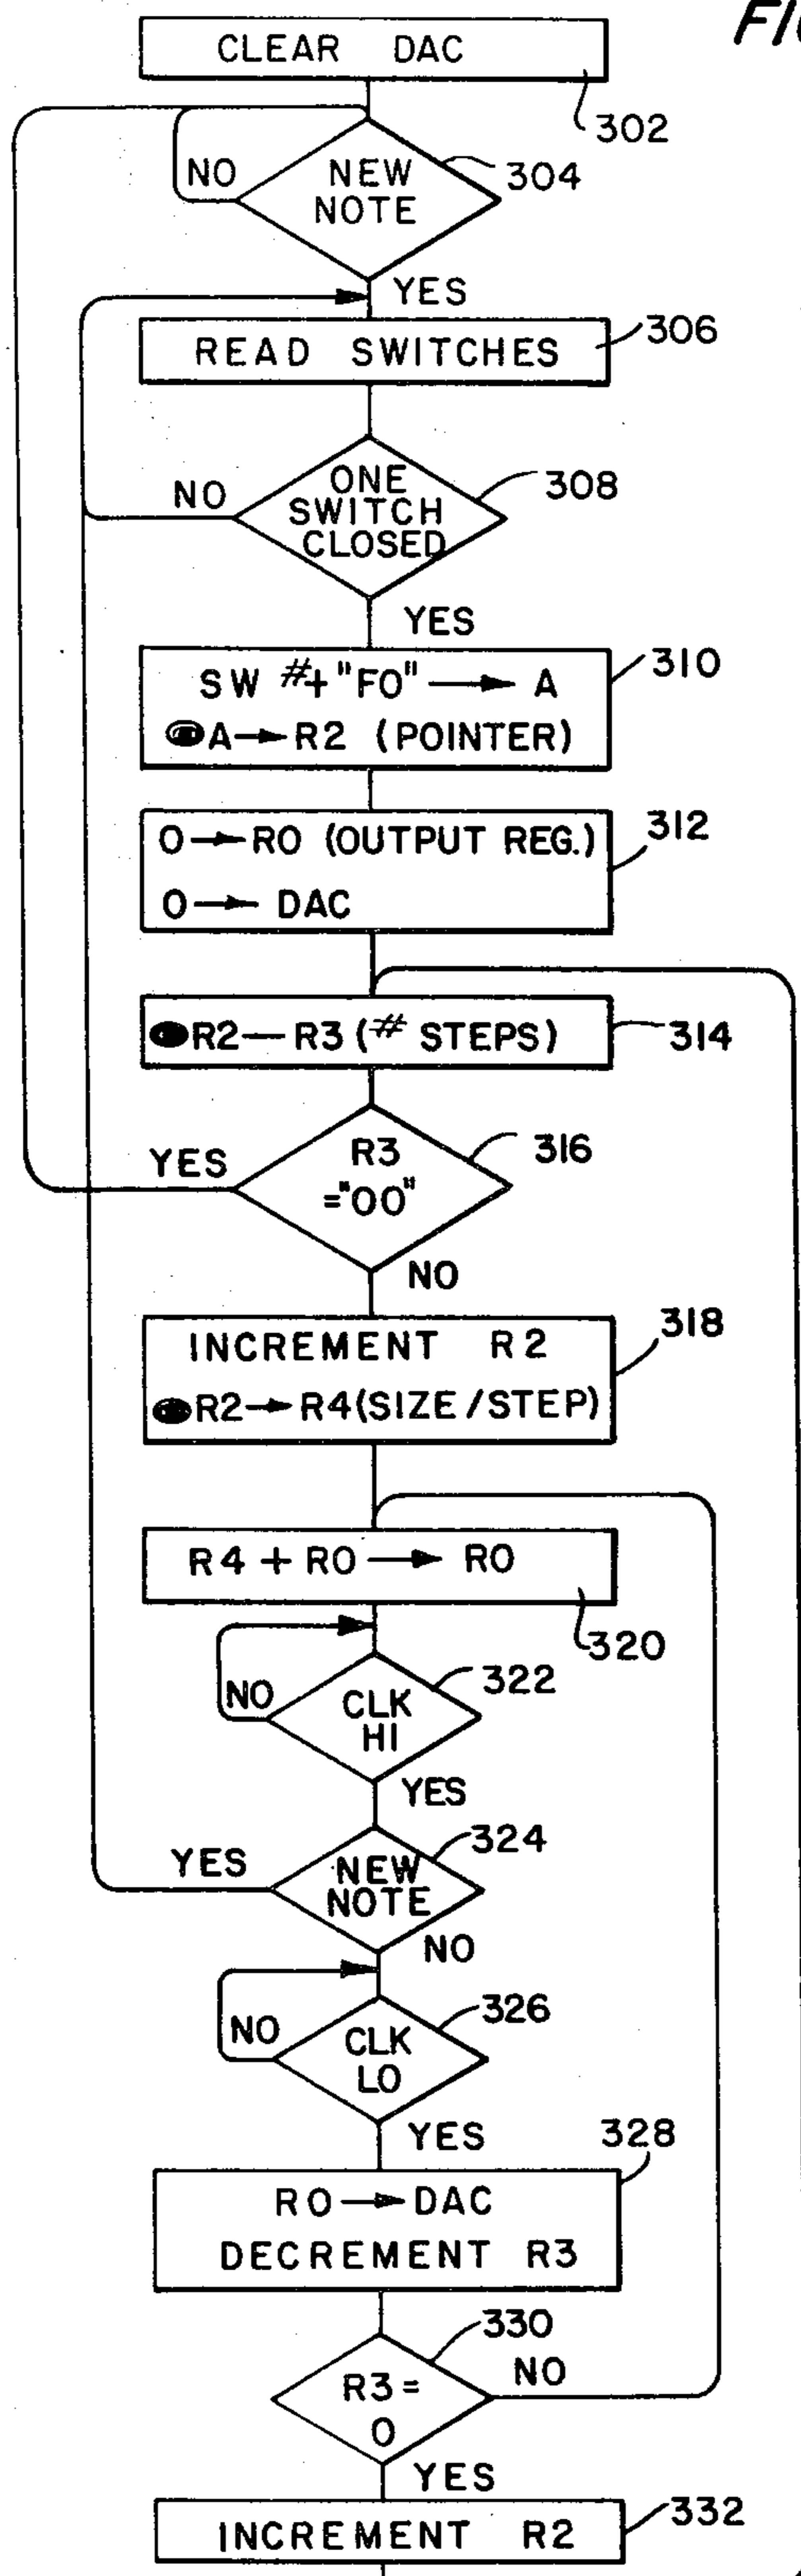 FIG
CLEAR DAC
302
NEW
NOTE
304
NO
YES
READ SWITCHES
306
ONE
SWITCH
CLOSED
308
NO
YES
SW #+"F0" → A
@A→R2 (POINTER)
310
0→R0 (OUTPUT REG.)
0→ DAC
312
@R2—R3 (# STEPS)
314
R3
="00"
316
YES
NO
INCREMENT R2
@R2→R4(SIZE/STEP)
318
R4 + R0 → R0
320
CLK
HI
322
NO
YES
NEW
NOTE
324
YES
NO
CLK
LO
326
NO
YES
R0→DAC
DECREMENT R3
328
R3=
0
330
NO
YES
INCREMENT R2
332